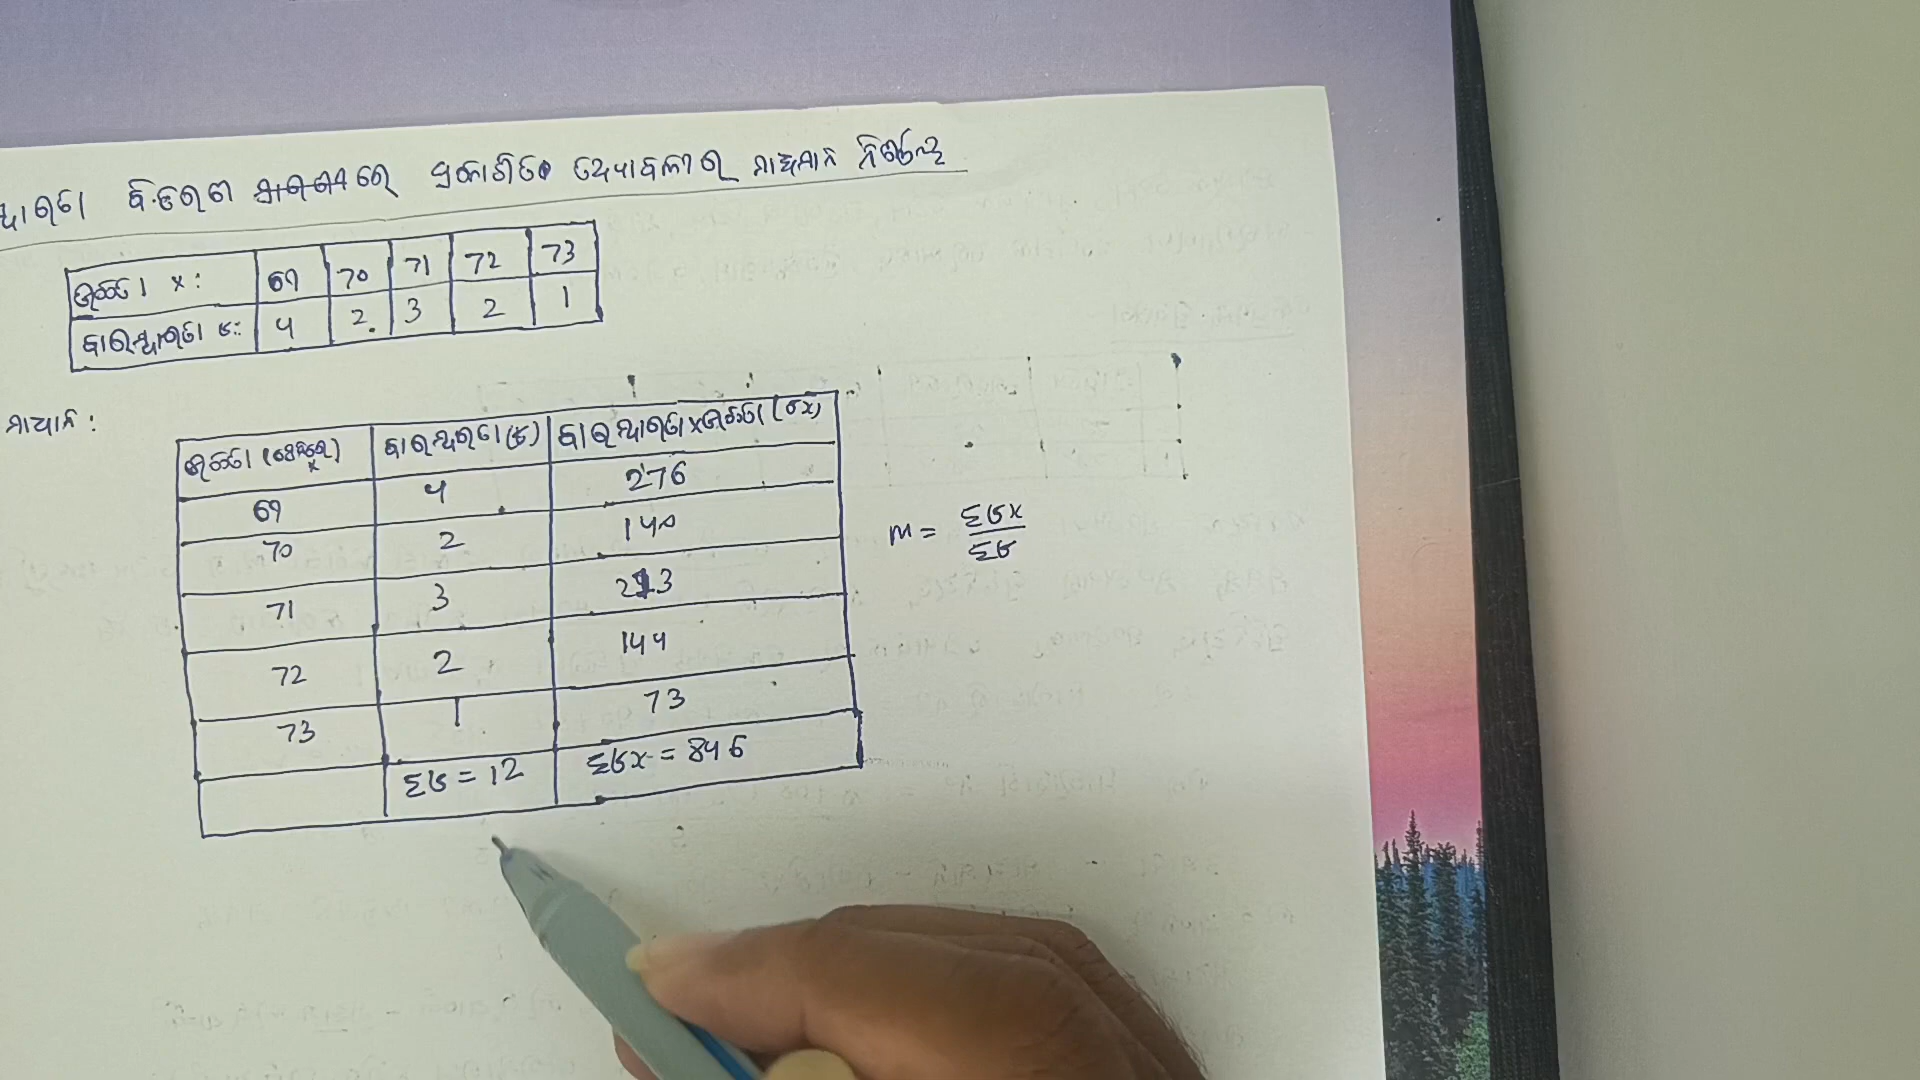 ବାରମ୍ବାରତା ବିତରଣ ସାରଣୀରେ ପ୍ରକାଶିତ ତଥ୍ୟାବଳୀର ମାଧ୍ୟମାନ ନିର୍ଣ୍ଣୟ
ଉଚ୍ଚତା x: 69 70 71 72 73
ବାରମ୍ବାରତା f: 4 2 3 2 1
ସମାଧାନ :
ଉଚ୍ଚତା (ସେ.ମି.ରେ) x ବାରମ୍ବାରତା (f) ବାରମ୍ବାରତା x ଉଚ୍ଚତା (fx)
69 4 276
70 2 140
71 3 213
72 2 144
73 1 73
Σf = 12 Σfx = 846
M = Σfx / Σf